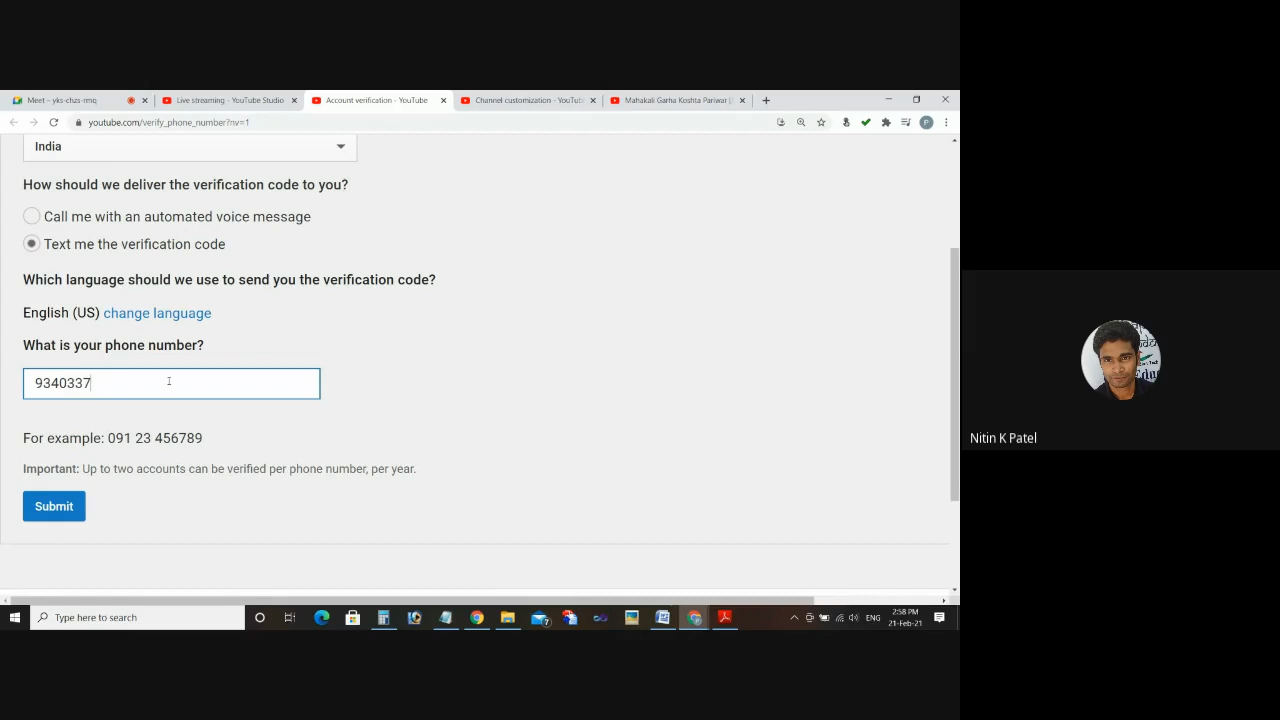 Meet – yks-chzs-rmq
Live streaming - YouTube Studio
Account verification - YouTube
Channel customization - YouTu
Mahakali Garha Koshta Pariwar
youtube.com/verify_phone_number?nv=1
P
India
How should we deliver the verification code to you?
Call me with an automated voice message
Text me the verification code
Which language should we use to send you the verification code?
English (US) change language
What is your phone number?
9340337
For example: 091 23 456789
Important: Up to two accounts can be verified per phone number, per year.
Submit
Nitin K Patel
Type here to search
7
ENG
2:58 PM
21-Feb-21